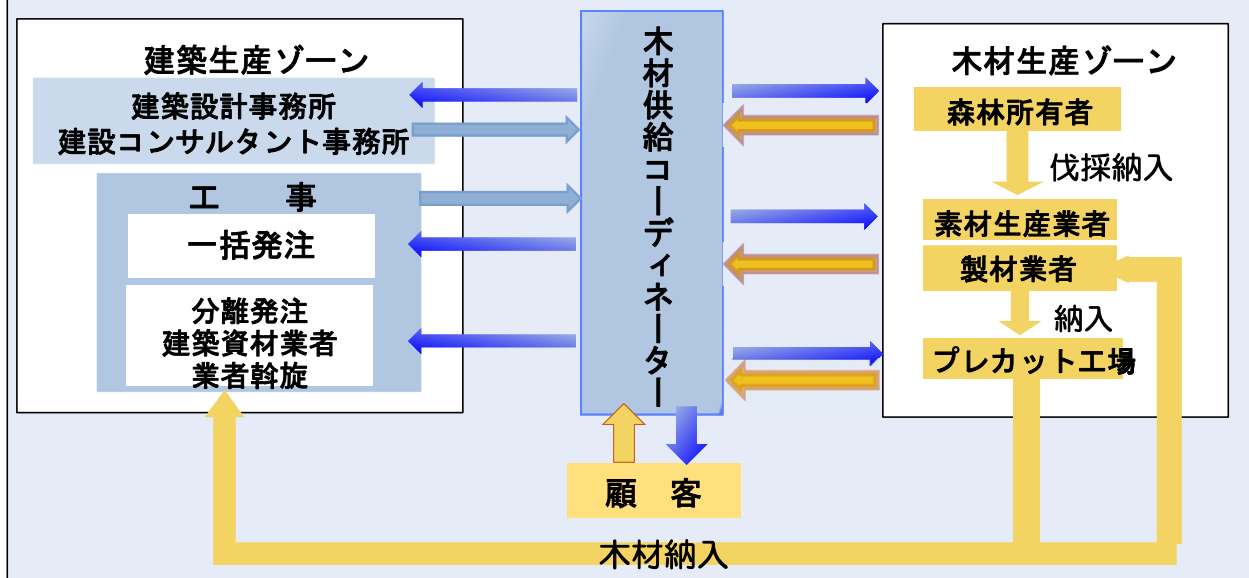 建築生産ゾーン
建築設計事務所
建設コンサルタント事務所
工　事
一括発注
分離発注
建築資材業者
業者斡旋
木材供給コーディネーター
顧　客
木材生産ゾーン
森林所有者
伐採納入
素材生産業者
製材業者
納入
プレカット工場
木材納入